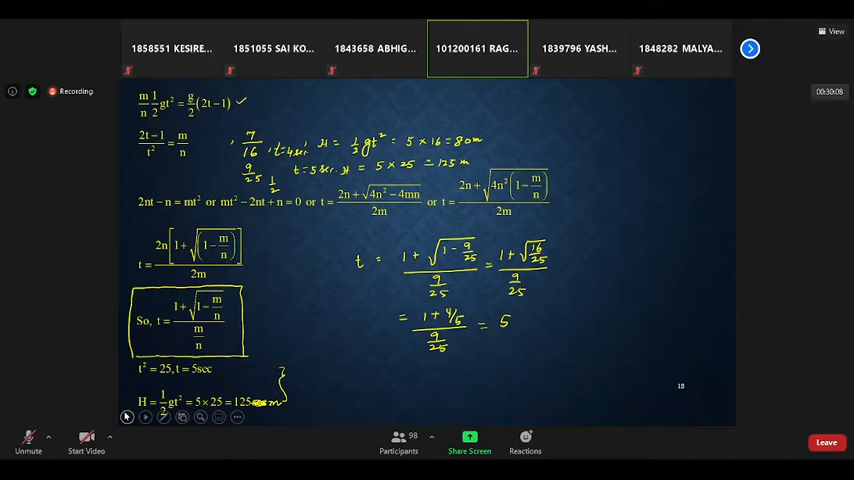 View
1858551 KESIRE...
1851055 SAI KO...
1843658 ABHIG...
101200161 RAG...
1839796 YASH...
1848282 MALYA...
Recording
00:30:08
m/n 1/2 gt² = g/2 (2t−1) ✓
(2t−1)/t² = m/n
, 7/16 , t=4sec, H = 1/2 gt² = 5 × 16 = 80m
9/25 1/2 t = 5 sec. H = 5 × 25 = 125 m
2nt − n = mt² or mt² − 2nt + n = 0 or t = (2n + √(4n² − 4mn))/2m or t = (2n + √(4n²(1 − m/n)))/2m
t = 2n[1 + √(1 − m/n)]/2m
t = (1 + √(1 − 9/25))/(9/25) = (1 + √(16/25))/(9/25)
= (1 + 4/5)/(9/25) = 5
So, t = (1 + √(1 − m/n))/(m/n)
t² = 25, t = 5sec
H = 1/2 gt² = 5 × 25 = 125 m
15
Unmute
Start Video
98
Participants
Share Screen
Reactions
Leave